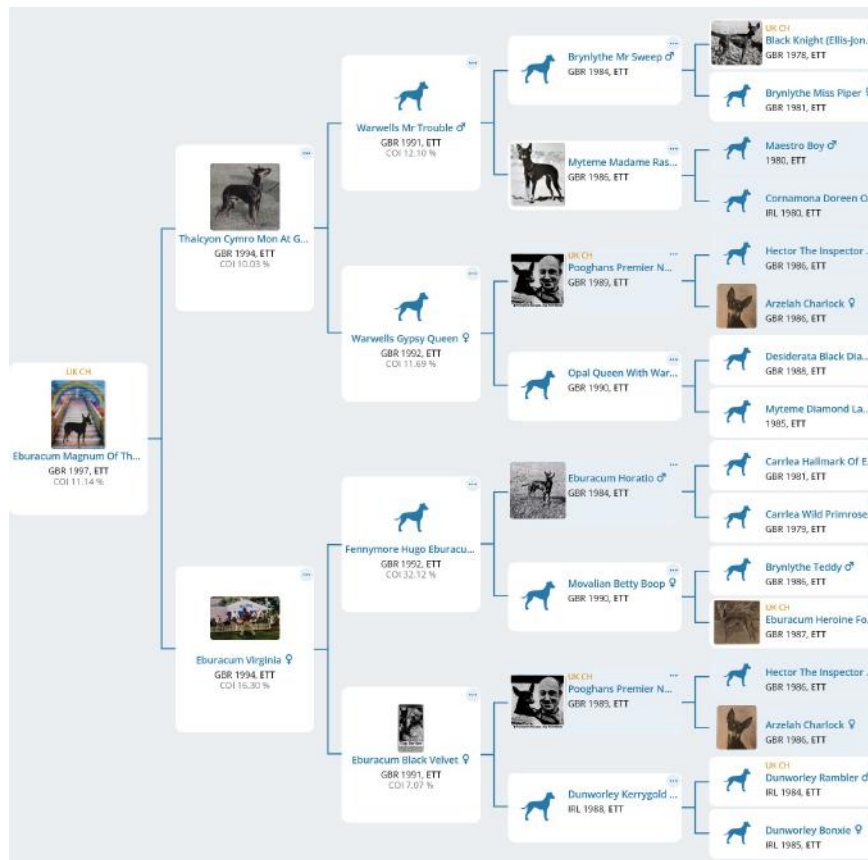 UK CH
Eburacum Magnum Of Th...
GBR 1997, ETT
COI 11.14 %
Thalcyon Cymro Mon At G...
GBR 1994, ETT
COI 10.03 %
Eburacum Virginia ♀
GBR 1994, ETT
COI 16.30 %
Warwells Mr Trouble ♂
GBR 1991, ETT
COI 12.10 %
Warwells Gypsy Queen ♀
GBR 1992, ETT
COI 11.69 %
Fennymore Hugo Eburacu...
GBR 1992, ETT
COI 32.12 %
Eburacum Black Velvet ♀
GBR 1991, ETT
COI 7.07 %
Brynlythe Mr Sweep ♂
GBR 1984, ETT
Myteme Madame Ras...
GBR 1986, ETT
UK CH
Pooghans Premier N...
GBR 1989, ETT
Opal Queen With War...
GBR 1990, ETT
Eburacum Horatio ♂
GBR 1984, ETT
Movalian Betty Boop ♀
GBR 1990, ETT
UK CH
Pooghans Premier N...
GBR 1989, ETT
Dunworley Kerrygold ...
IRL 1988, ETT
UK CH
Black Knight (Ellis-Jon...
GBR 1978, ETT
Brynlythe Miss Piper ♀
GBR 1981, ETT
Maestro Boy ♂
1980, ETT
Cornamona Doreen O
IRL 1980, ETT
Hector The Inspector ...
GBR 1986, ETT
Arzelah Charlock ♀
GBR 1986, ETT
Desiderata Black Dia...
GBR 1988, ETT
Myteme Diamond La...
1985, ETT
Carrlea Hallmark Of E...
GBR 1981, ETT
Carrlea Wild Primrose
GBR 1979, ETT
Brynlythe Teddy ♂
GBR 1986, ETT
UK CH
Eburacum Heroine Fo...
GBR 1987, ETT
Hector The Inspector ...
GBR 1986, ETT
Arzelah Charlock ♀
GBR 1986, ETT
UK CH
Dunworley Rambler ♂
IRL 1984, ETT
Dunworley Bonxie ♀
IRL 1985, ETT